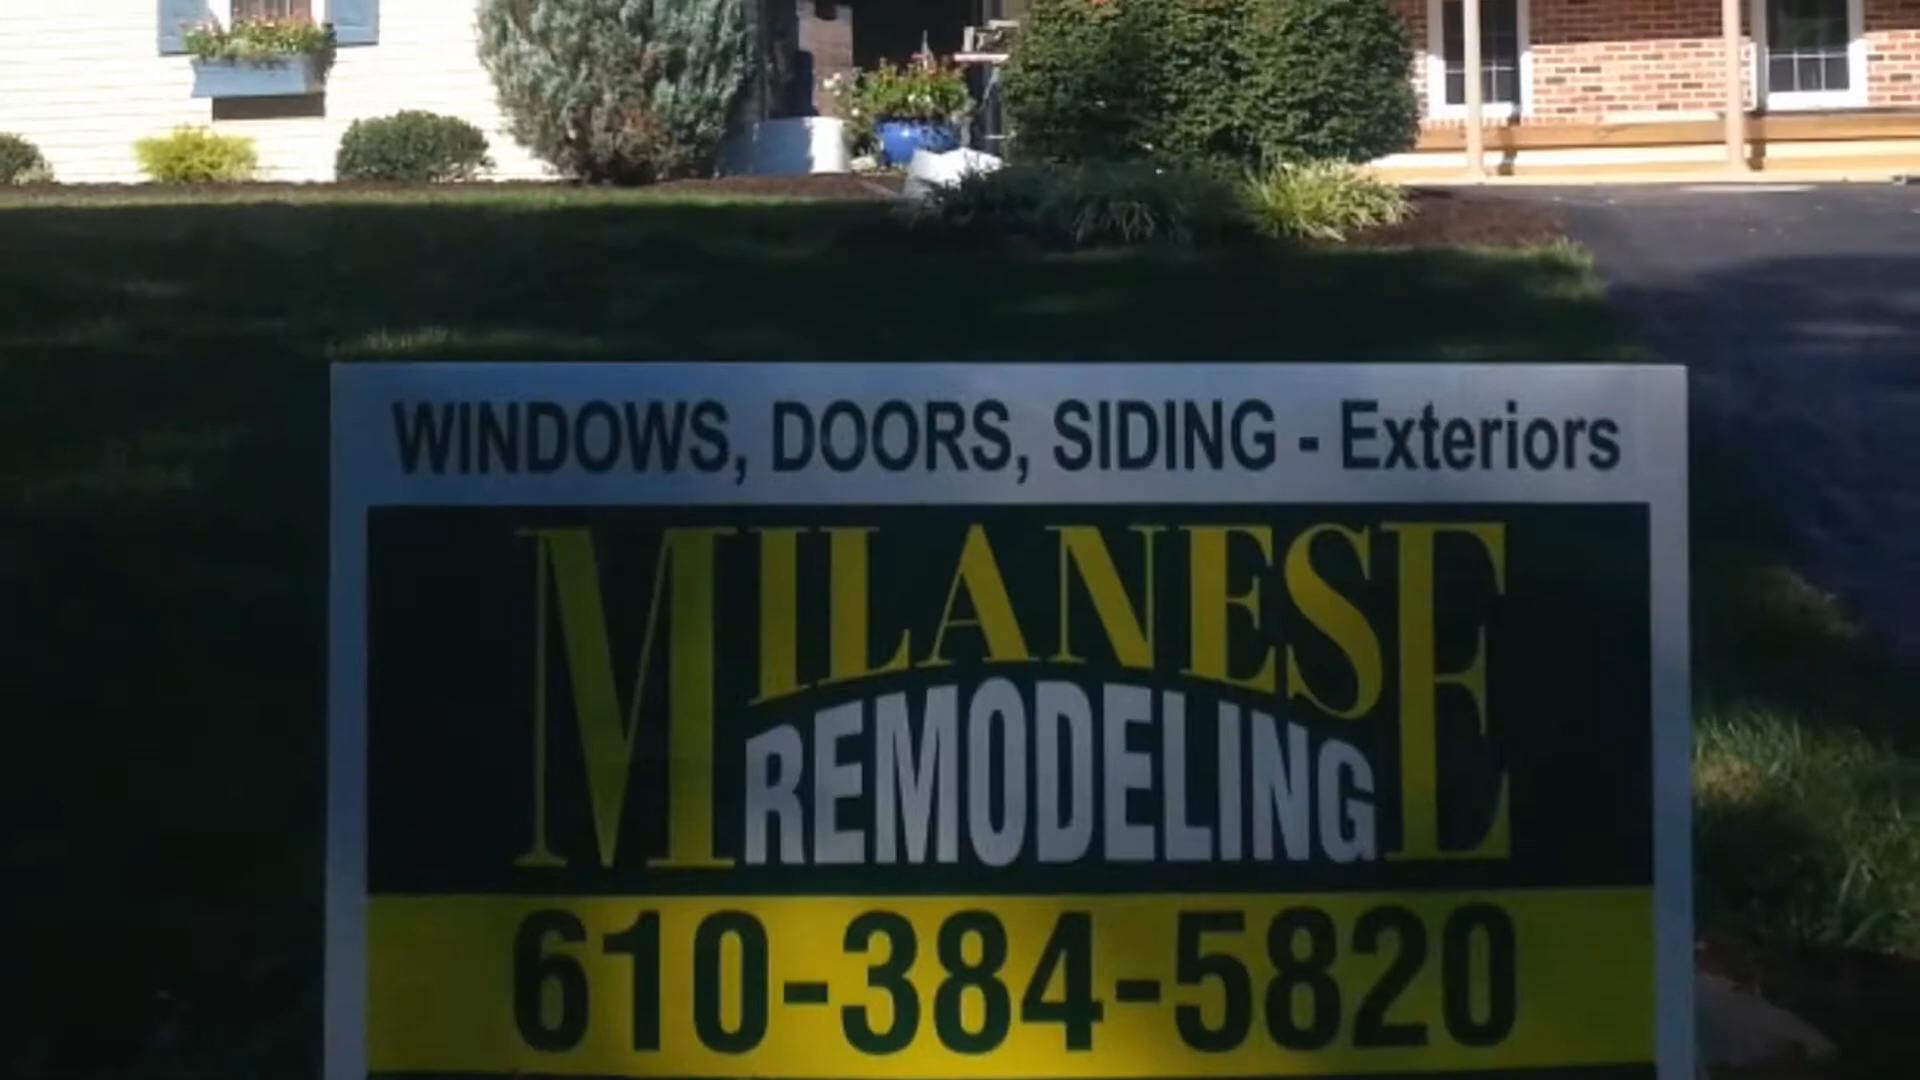 WINDOWS, DOORS, SIDING - Exteriors
MILANESE
REMODELING
610-384-5820